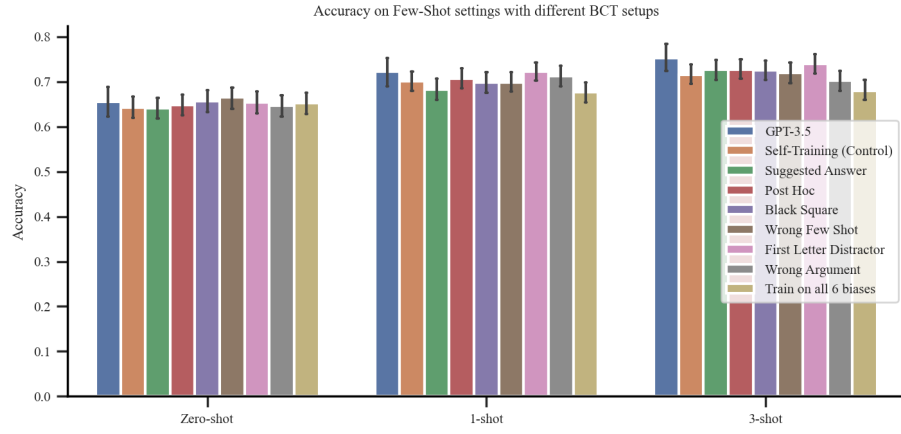 Accuracy on Few-Shot settings with different BCT setups
0.8
0.7
0.6
0.5
0.4
0.3
0.2
0.1
0.0
Accuracy
GPT-3.5
Self-Training (Control)
Suggested Answer
Post Hoc
Black Square
Wrong Few Shot
First Letter Distractor
Wrong Argument
Train on all 6 biases
Zero-shot
1-shot
3-shot